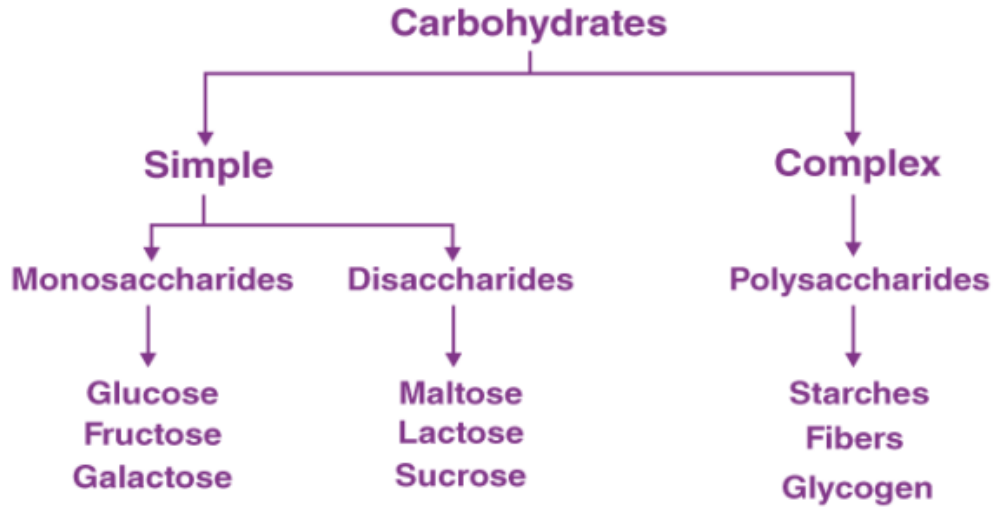 Carbohydrates
Simple
Complex
Monosaccharides
Disaccharides
Polysaccharides
Glucose
Fructose
Galactose
Maltose
Lactose
Sucrose
Starches
Fibers
Glycogen